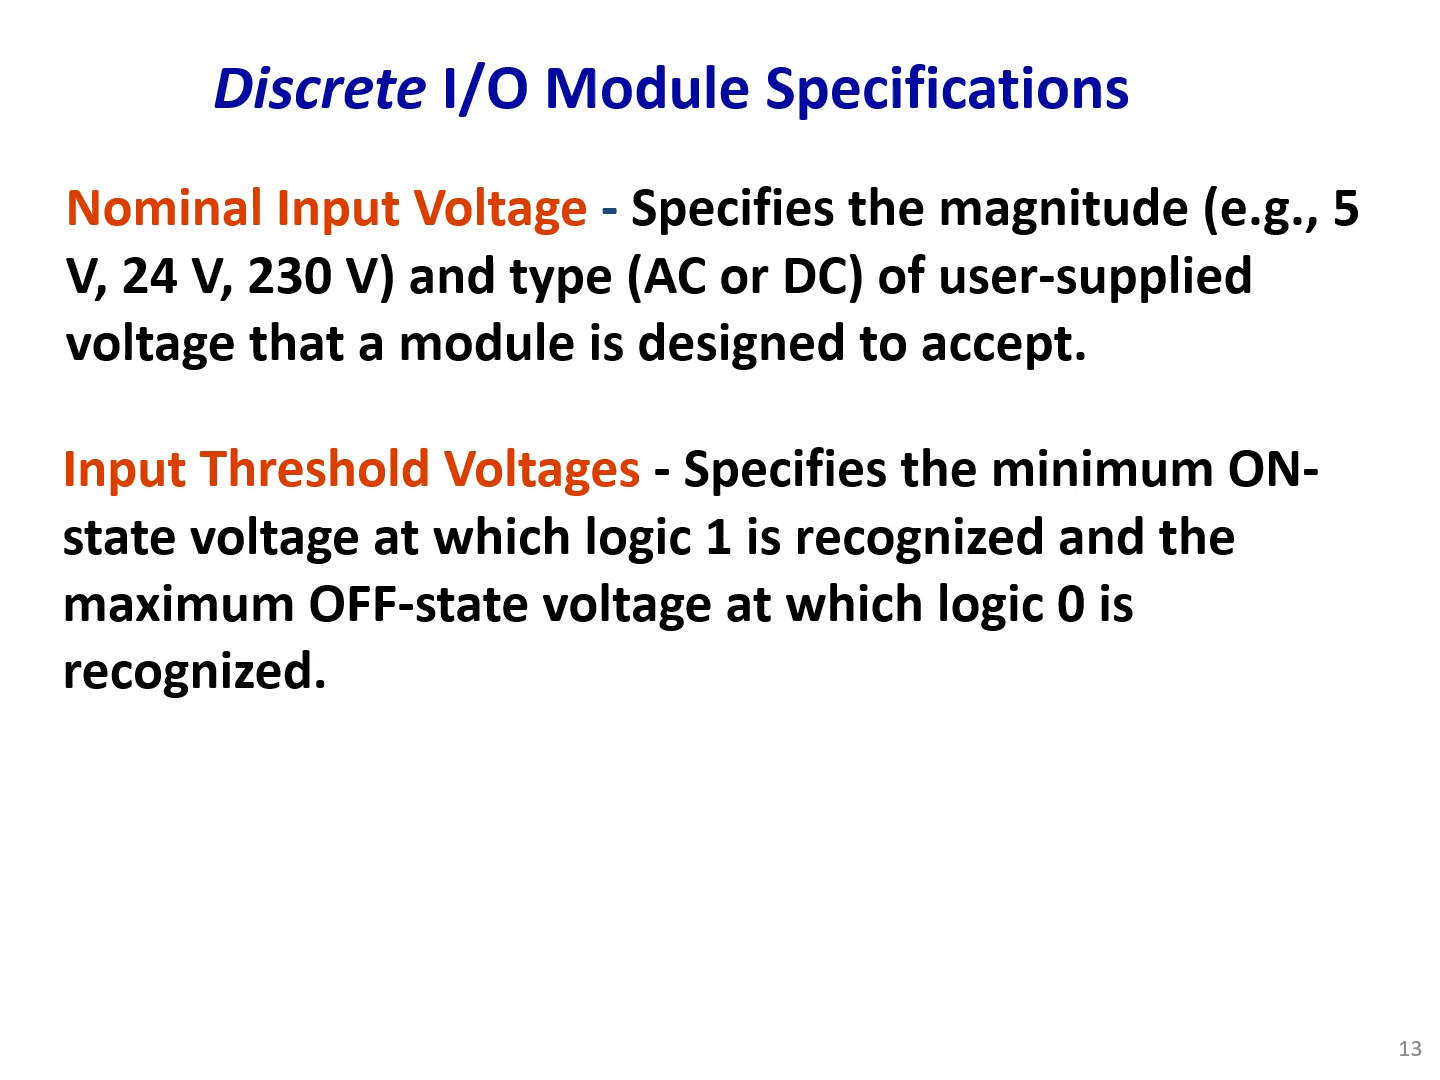 Discrete I/O Module Specifications
Nominal Input Voltage - Specifies the magnitude (e.g., 5
V, 24 V, 230 V) and type (AC or DC) of user-supplied
voltage that a module is designed to accept.
Input Threshold Voltages - Specifies the minimum ON-
state voltage at which logic 1 is recognized and the
maximum OFF-state voltage at which logic 0 is
recognized.
13